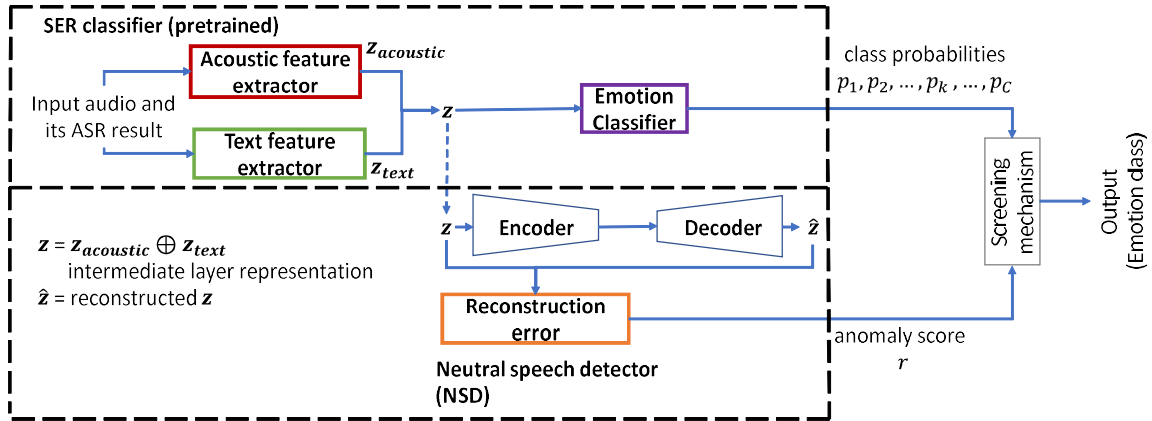 SER classifier (pretrained)
Acoustic feature
extractor
z_acoustic
Input audio and
its ASR result
Text feature
extractor
z_text
z
Emotion
Classifier
class probabilities
p_1, p_2, ..., p_k, ..., p_C
Screening
mechanism
Output
(Emotion class)
z
Encoder
Decoder
ẑ
z = z_acoustic ⊕ z_text
intermediate layer representation
ẑ = reconstructed z
Reconstruction
error
anomaly score
r
Neutral speech detector
(NSD)